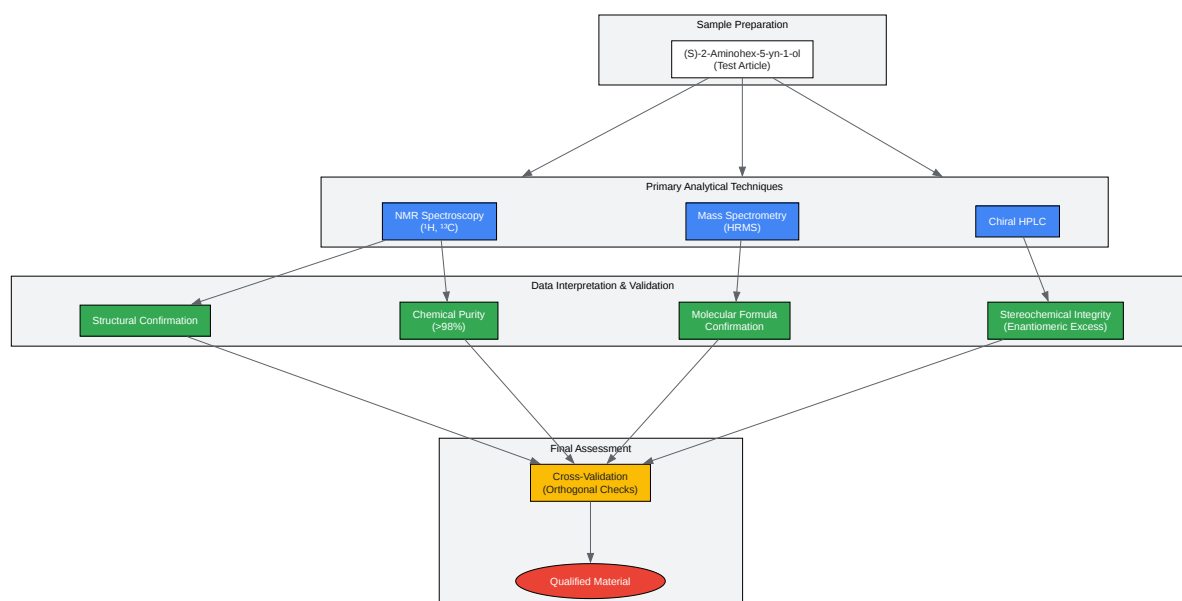 Sample Preparation
(S)-2-Aminohex-5-yn-1-ol
(Test Article)
Primary Analytical Techniques
NMR Spectroscopy
(¹H, ¹³C)
Mass Spectrometry
(HRMS)
Chiral HPLC
Data Interpretation & Validation
Structural Confirmation
Chemical Purity
(>98%)
Molecular Formula
Confirmation
Stereochemical Integrity
(Enantiomeric Excess)
Final Assessment
Cross-Validation
(Orthogonal Checks)
Qualified Material